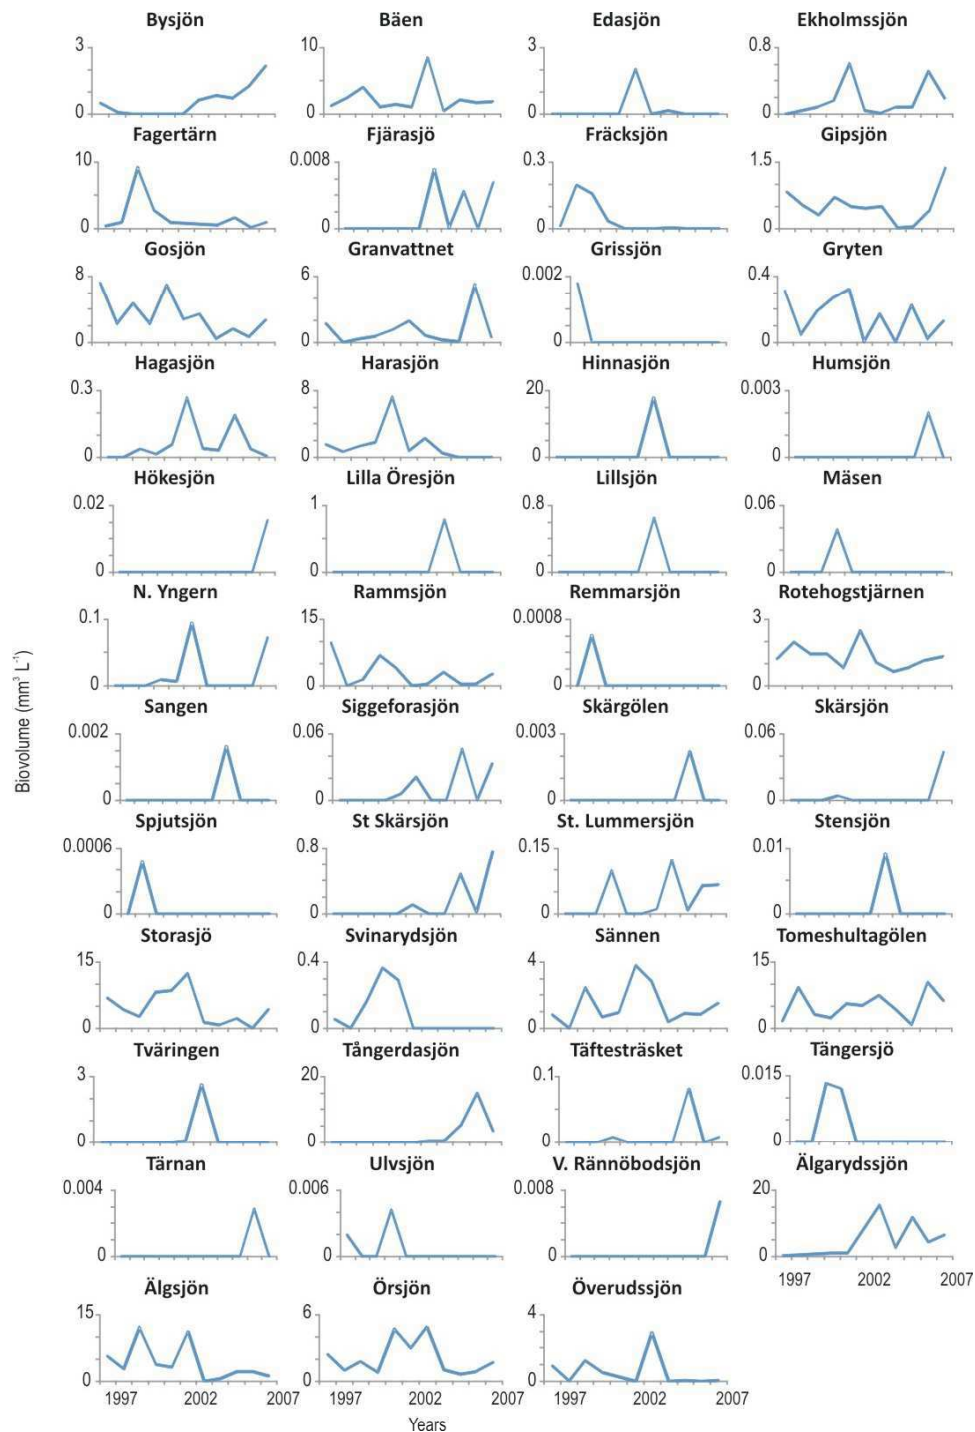 Bysjön Bäen Edasjön Ekholmssjön
3 10 3 0.8
0 0 0 0
Fagertärn Fjärasjö Fräcksjön Gipsjön
10 0.008 0.3 1.5
0 0 0 0
Gosjön Granvattnet Grissjön Gryten
8 6 0.002 0.4
0 0 0 0
Hagasjön Harasjön Hinnasjön Humsjön
0.3 8 20 0.003
0 0 0 0
Hökesjön Lilla Öresjön Lillsjön Mäsen
0.02 1 0.8 0.06
0 0 0 0
N. Yngern Rammsjön Remmarsjön Rotehogstjärnen
0.1 15 0.0008 3
0 0 0 0
Biovolume (mm³ L⁻¹)
Sangen Siggeforasjön Skärgölen Skärsjön
0.002 0.06 0.003 0.06
0 0 0 0
Spjutsjön St Skärsjön St. Lummersjön Stensjön
0.0006 0.8 0.15 0.01
0 0 0 0
Storasjö Svinarydsjön Sännen Tomeshultagölen
15 0.4 4 15
0 0 0 0
Tväringen Tångerdasjön Täftesträsket Tängersjö
3 20 0.1 0.015
0 0 0 0
Tärnan Ulvsjön V. Rännöbodsjön Älgarydssjön
0.004 0.006 0.008 20
0 0 0 0
1997 2002 2007
Älgsjön Örsjön Överudssjön
15 6 4
0 0 0
1997 2002 2007 1997 2002 2007 1997 2002 2007
Years